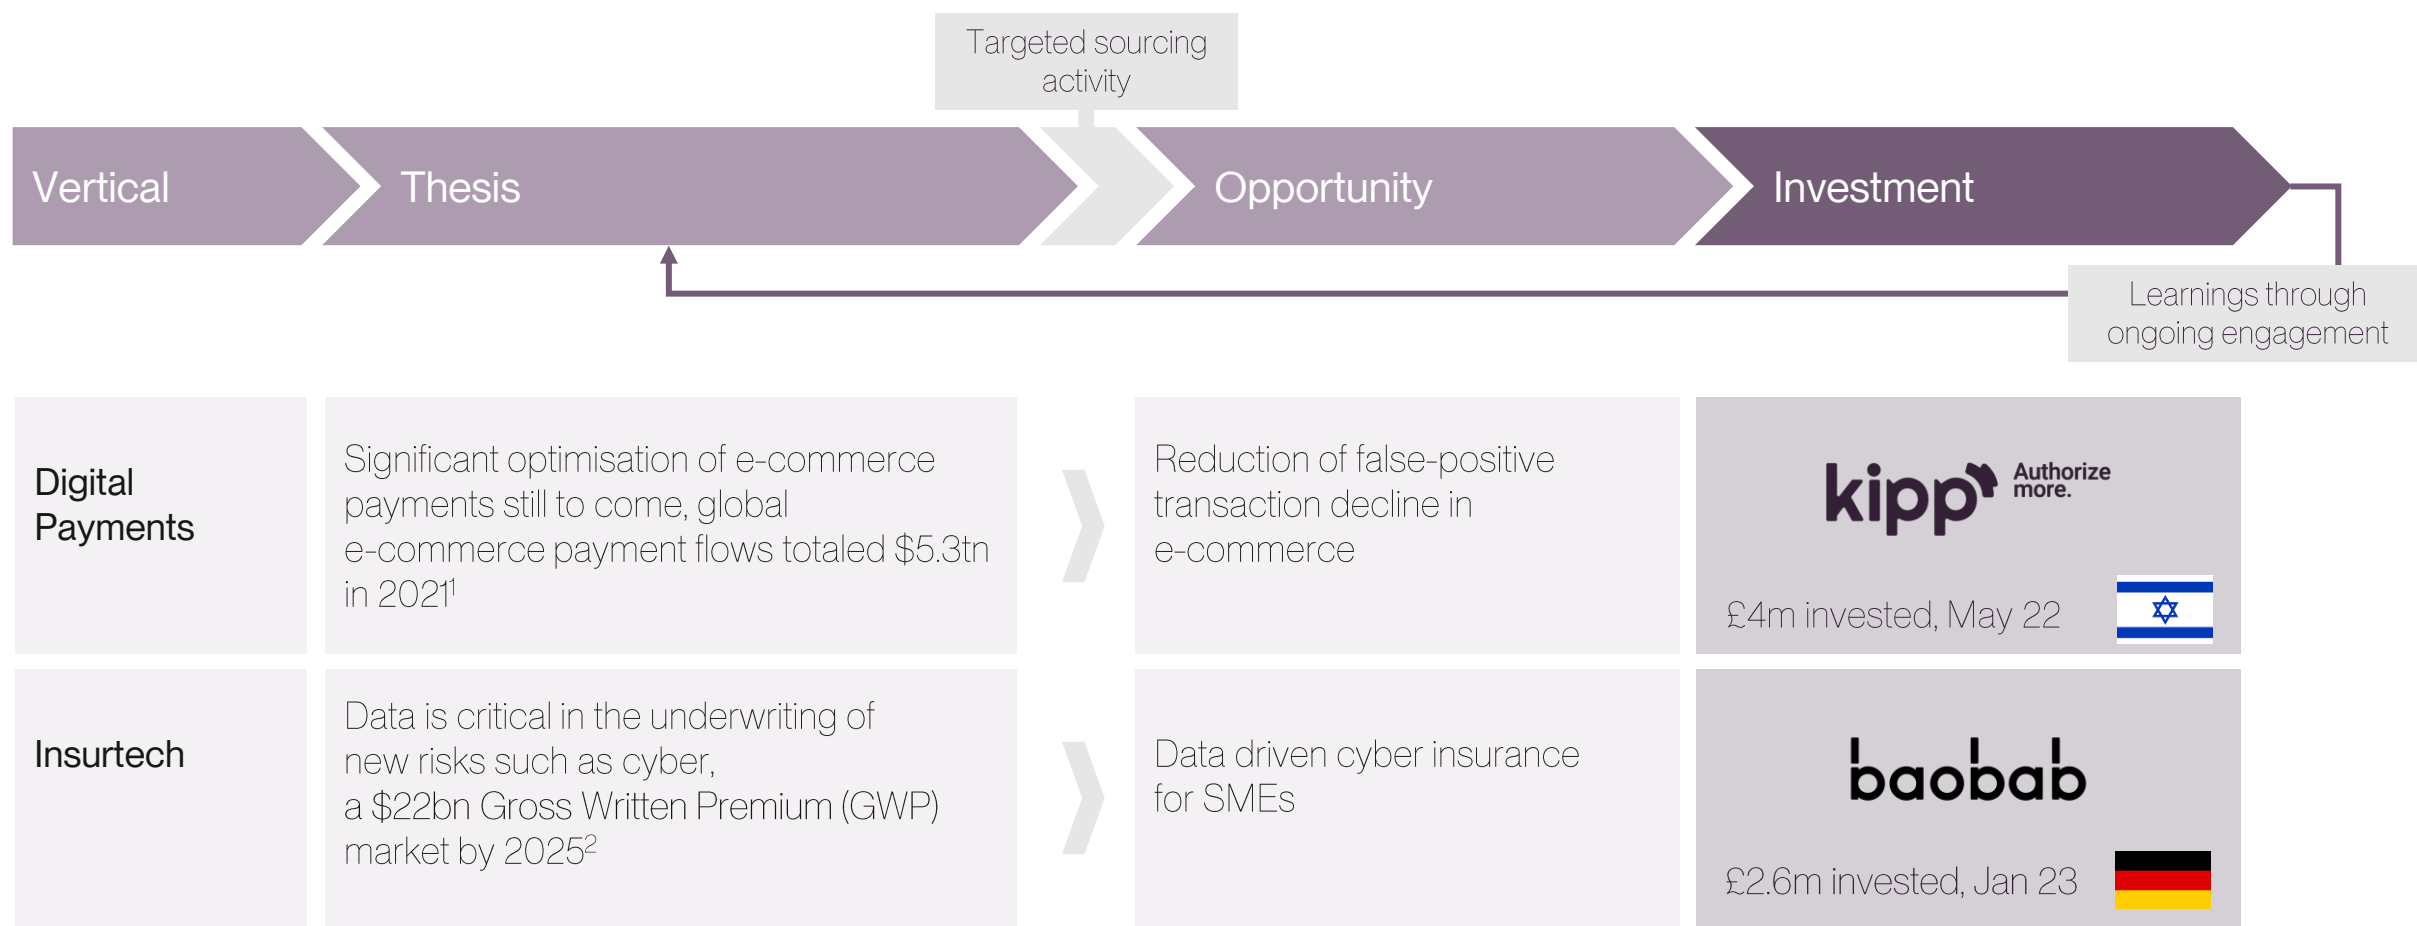 Targeted sourcing
activity
Vertical
Thesis
Opportunity
Investment
Learnings through
ongoing engagement
Digital
Payments
Significant optimisation of e-commerce
payments still to come, global
e-commerce payment flows totaled $5.3tn
in 2021¹
Reduction of false-positive
transaction decline in
e-commerce
kipp
Authorize
more.
£4m invested, May 22
Insurtech
Data is critical in the underwriting of
new risks such as cyber,
a $22bn Gross Written Premium (GWP)
market by 2025²
Data driven cyber insurance
for SMEs
baobab
£2.6m invested, Jan 23